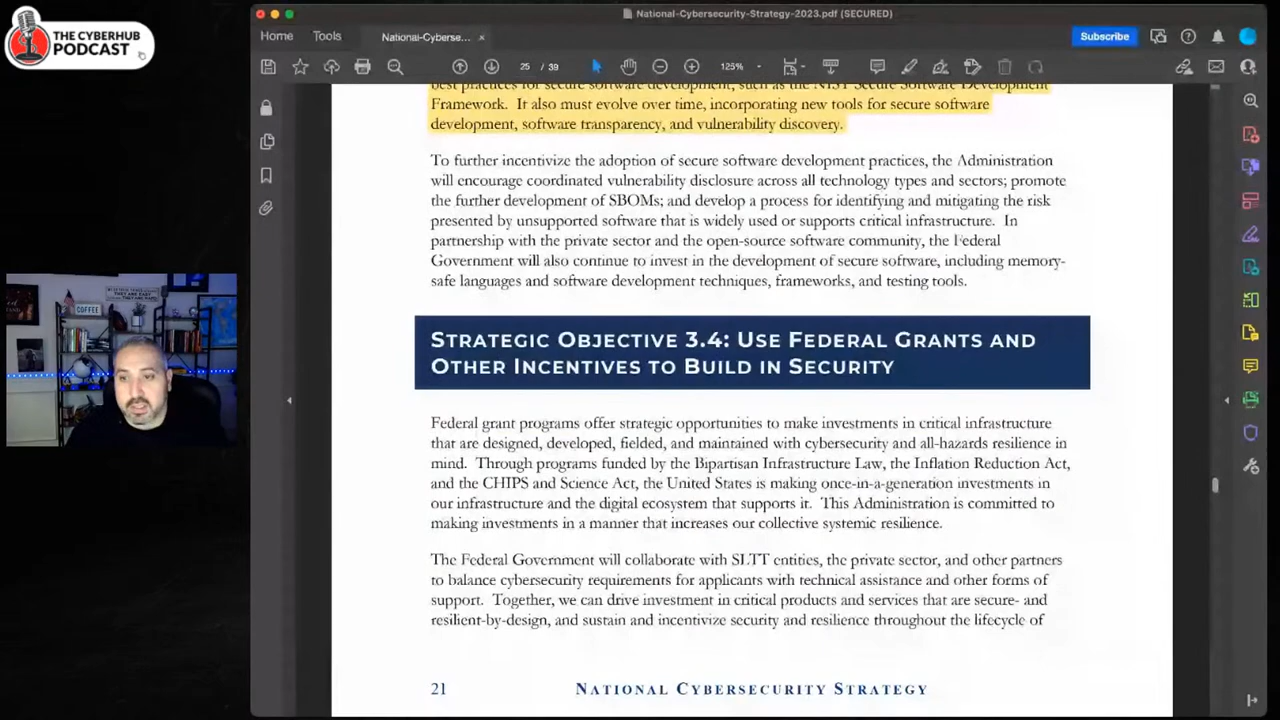 THE CYBERHUB
PODCAST
National-Cybersecurity-Strategy-2023.pdf (SECURED)
Home Tools National-Cyberse... ×
Subscribe
25 / 39 125%
best practices for secure software development, such as the NIST Secure Software Development
Framework. It also must evolve over time, incorporating new tools for secure software
development, software transparency, and vulnerability discovery.
To further incentivize the adoption of secure software development practices, the Administration
will encourage coordinated vulnerability disclosure across all technology types and sectors; promote
the further development of SBOMs; and develop a process for identifying and mitigating the risk
presented by unsupported software that is widely used or supports critical infrastructure. In
partnership with the private sector and the open-source software community, the Federal
Government will also continue to invest in the development of secure software, including memory-
safe languages and software development techniques, frameworks, and testing tools.
STRATEGIC OBJECTIVE 3.4: USE FEDERAL GRANTS AND
OTHER INCENTIVES TO BUILD IN SECURITY
Federal grant programs offer strategic opportunities to make investments in critical infrastructure
that are designed, developed, fielded, and maintained with cybersecurity and all-hazards resilience in
mind. Through programs funded by the Bipartisan Infrastructure Law, the Inflation Reduction Act,
and the CHIPS and Science Act, the United States is making once-in-a-generation investments in
our infrastructure and the digital ecosystem that supports it. This Administration is committed to
making investments in a manner that increases our collective systemic resilience.
The Federal Government will collaborate with SLTT entities, the private sector, and other partners
to balance cybersecurity requirements for applicants with technical assistance and other forms of
support. Together, we can drive investment in critical products and services that are secure- and
resilient-by-design, and sustain and incentivize security and resilience throughout the lifecycle of
21 NATIONAL CYBERSECURITY STRATEGY
COFFEE